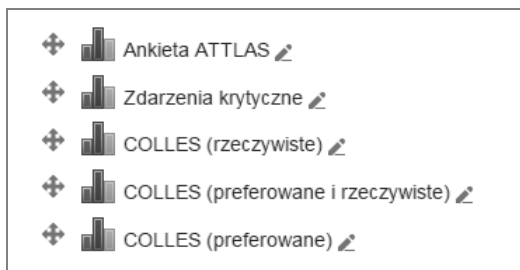 Ankieta ATTLAS
Zdarzenia krytyczne
COLLES (rzeczywiste)
COLLES (preferowane i rzeczywiste)
COLLES (preferowane)